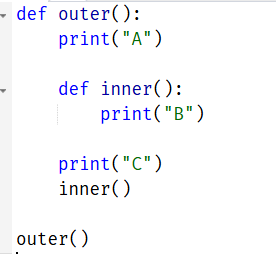 def outer():
    print("A")

    def inner():
        print("B")

    print("C")
    inner()

outer()